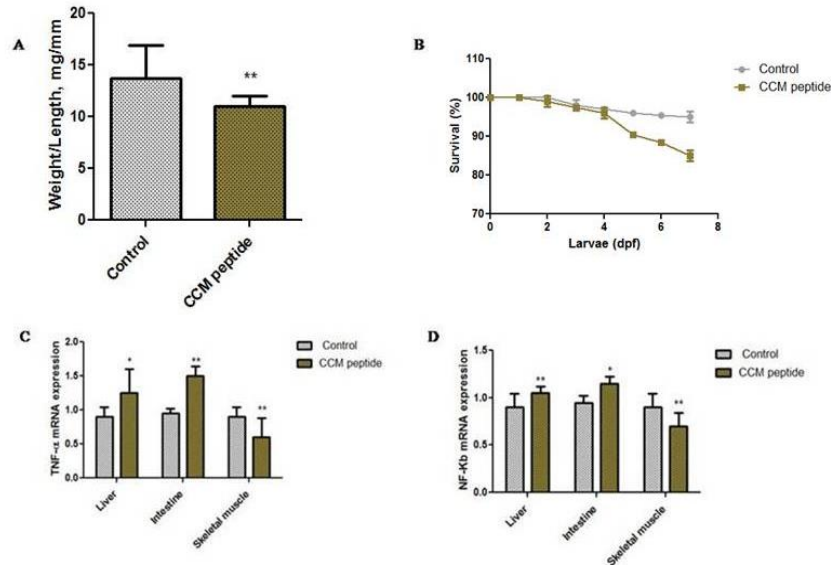 A
Weight/Length, mg/mm
20
15
10
5
0
**
Control
CCM peptide
B
Survival (%)
110
100
90
80
70
0 2 4 6 8
Larvae (dpf)
Control
CCM peptide
C
TNF-α mRNA expression
2.0
1.5
1.0
0.5
0.0
* ** **
Liver
Intestine
Skeletal muscle
Control
CCM peptide
D
NF-Kb mRNA expression
1.5
1.0
0.5
0.0
** * **
Liver
Intestine
Skeletal muscle
Control
CCM peptide